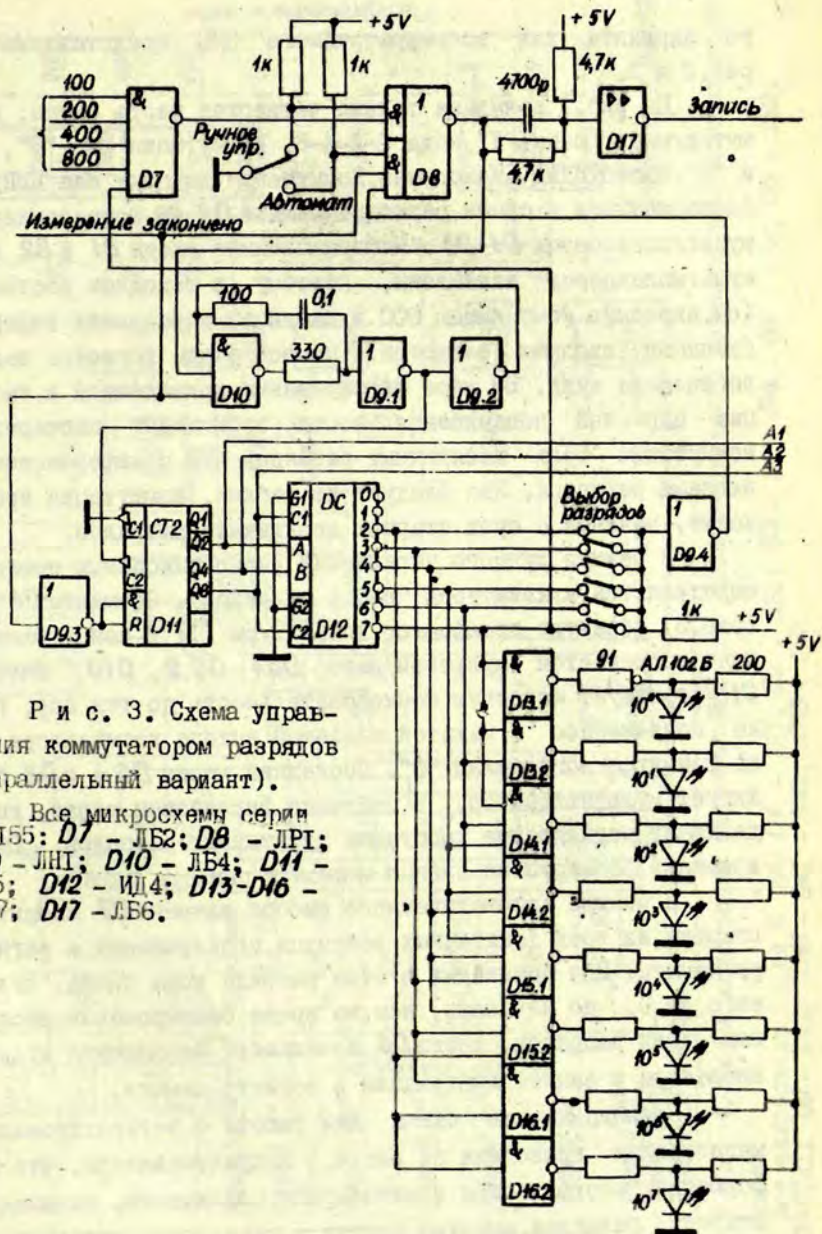 +5V
+5V
1к
1к
4,7к
4700р
100
200
400
800
&
D7
Ручное упр.
Автомат
&
1
&
D8
4,7к
▷▷
D17
Запись
Измерение закончено
100
0,1
&
D10
330
1
D9.1
1
D9.2
A1
A2
A3
C1
CT2
Q1
Q2
Q4
Q8
C2
&
R
D11
1
D9.3
G1
C1
A
B
G2
C2
DC
D12
0
1
2
3
4
5
6
7
Выбор разрядов
1
D9.4
1к
+5V
+5V
&
D13.1
&
D13.2
&
D14.1
&
D14.2
&
D15.1
&
D15.2
&
D16.1
&
D16.2
91
АЛ102Б
200
10⁰
10¹
10²
10³
10⁴
10⁵
10⁶
10⁷
Р и с. 3. Схема управ-
ния коммутатором разрядов
раллельный вариант).
Все микросхемы серии
155: D7 – ЛБ2; D8 – ЛР1;
– ЛН1; D10 – ЛБ4; D11 –
; D12 – ИД4; D13-D16 –
7; D17 – ЛБ6.